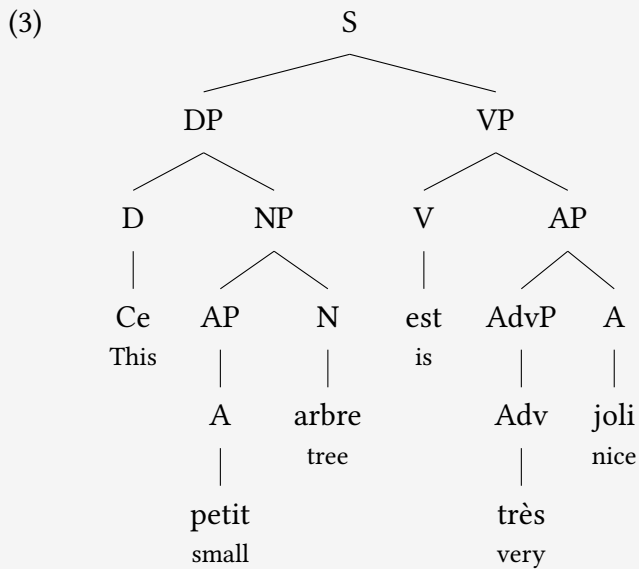 (3) S
DP VP
D NP V AP
Ce AP N est AdvP A
This is
A arbre Adv joli
tree nice
petit très
small very